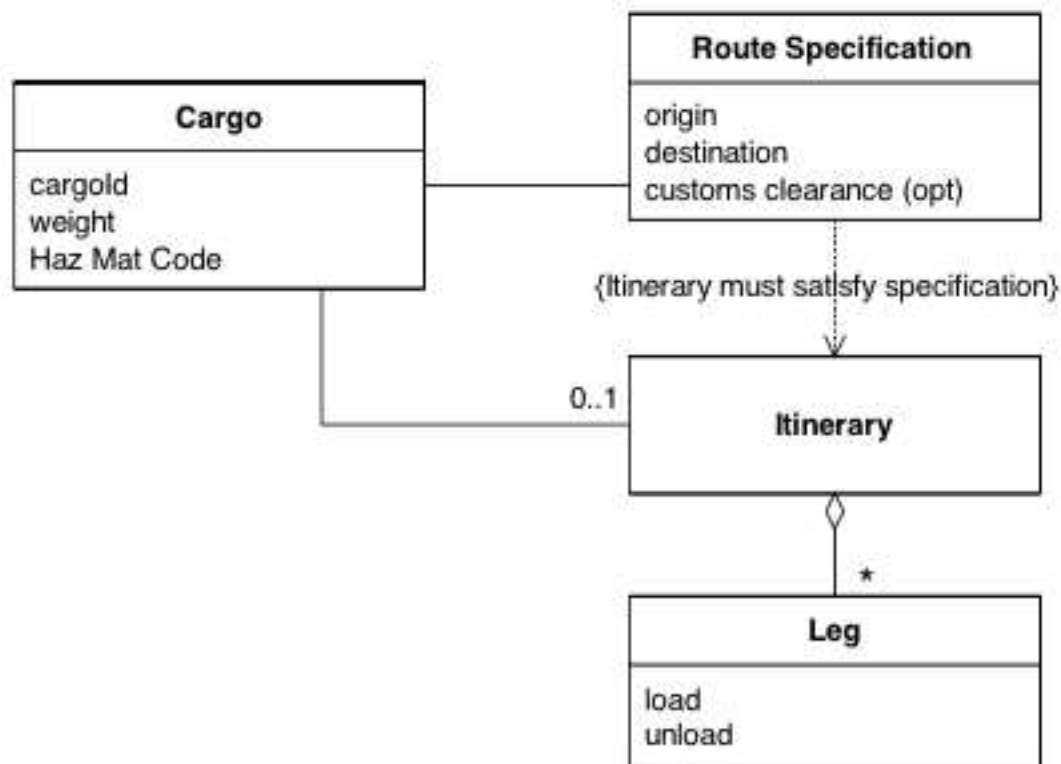 Route Specification
origin
destination
customs clearance (opt)
Cargo
cargoId
weight
Haz Mat Code
{Itinerary must satisfy specification}
0..1
Itinerary
*
Leg
load
unload